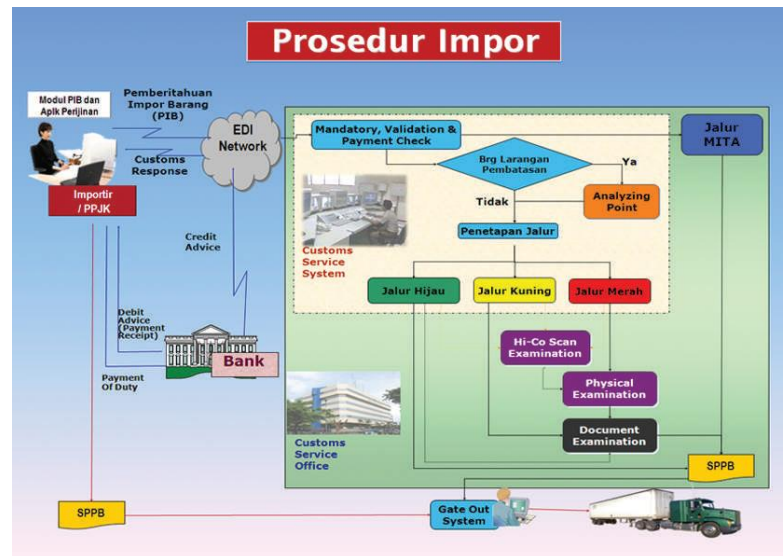 Prosedur Impor
Modul PIB dan
Aplk Perijinan
Pemberitahuan
Impor Barang
(PIB)
EDI
Network
Customs
Response
Importir
/ PPJK
Credit
Advice
Debit
Advice
(Payment
Receipt)
Payment
Of Duty
Bank
Mandatory, Validation &
Payment Check
Jalur
MITA
Brg Larangan
Pembatasan
Ya
Tidak
Analyzing
Point
Penetapan Jalur
Customs
Service
System
Jalur Hijau
Jalur Kuning
Jalur Merah
Hi-Co Scan
Examination
Physical
Examination
Document
Examination
Customs
Service
Office
SPPB
SPPB
Gate Out
System